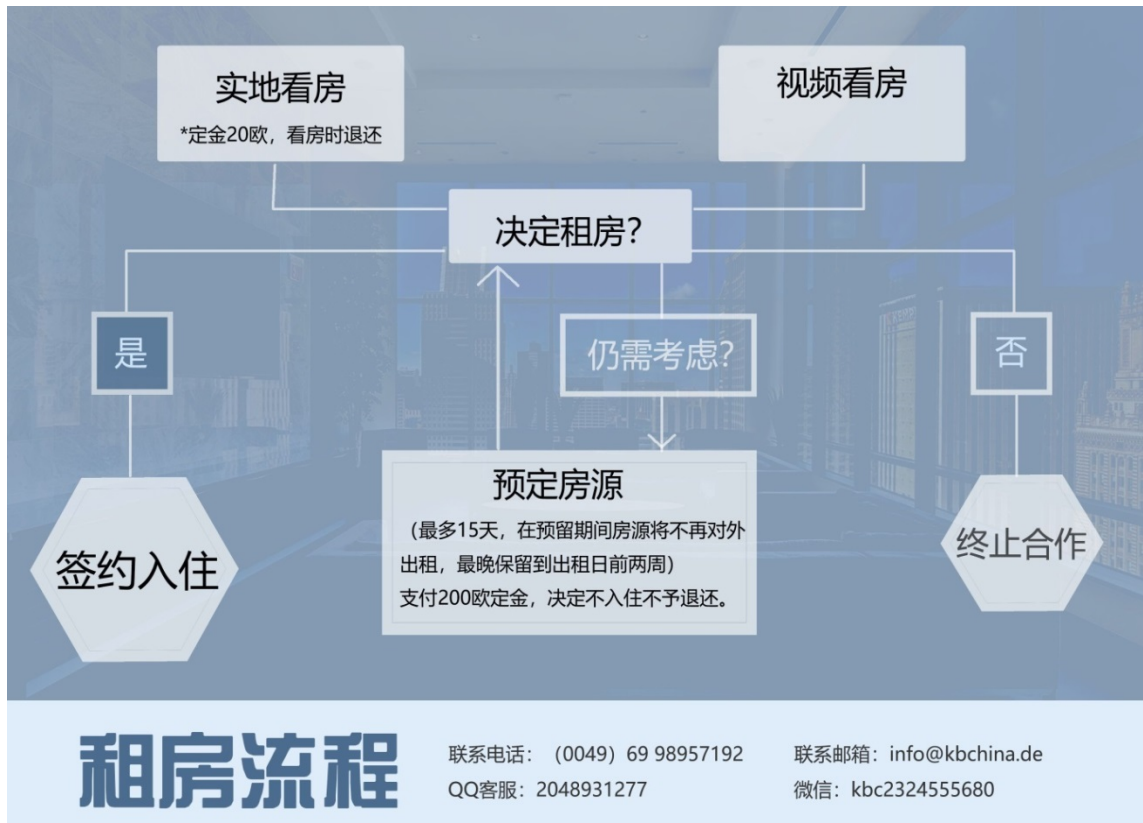 实地看房
*定金20欧，看房时退还
视频看房
决定租房？
是
仍需考虑？
否
预定房源
（最多15天，在预留期间房源将不再对外
出租，最晚保留到出租日前两周）
支付200欧定金，决定不入住不予退还。
签约入住
终止合作
租房流程
联系电话：（0049）69 98957192
联系邮箱：info@kbchina.de
QQ客服：2048931277
微信：kbc2324555680